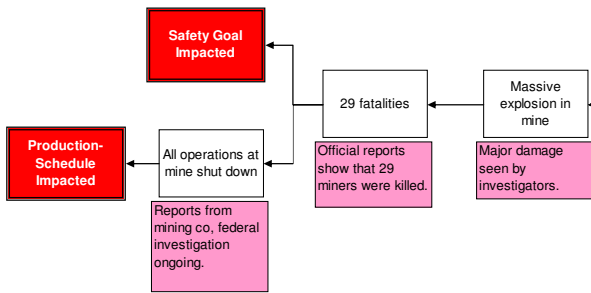 Safety Goal
Impacted
29 fatalities
Massive
explosion in
mine
Production-
Schedule
Impacted
All operations at
mine shut down
Official reports
show that 29
miners were killed.
Major damage
seen by
investigators.
Reports from
mining co, federal
investigation
ongoing.